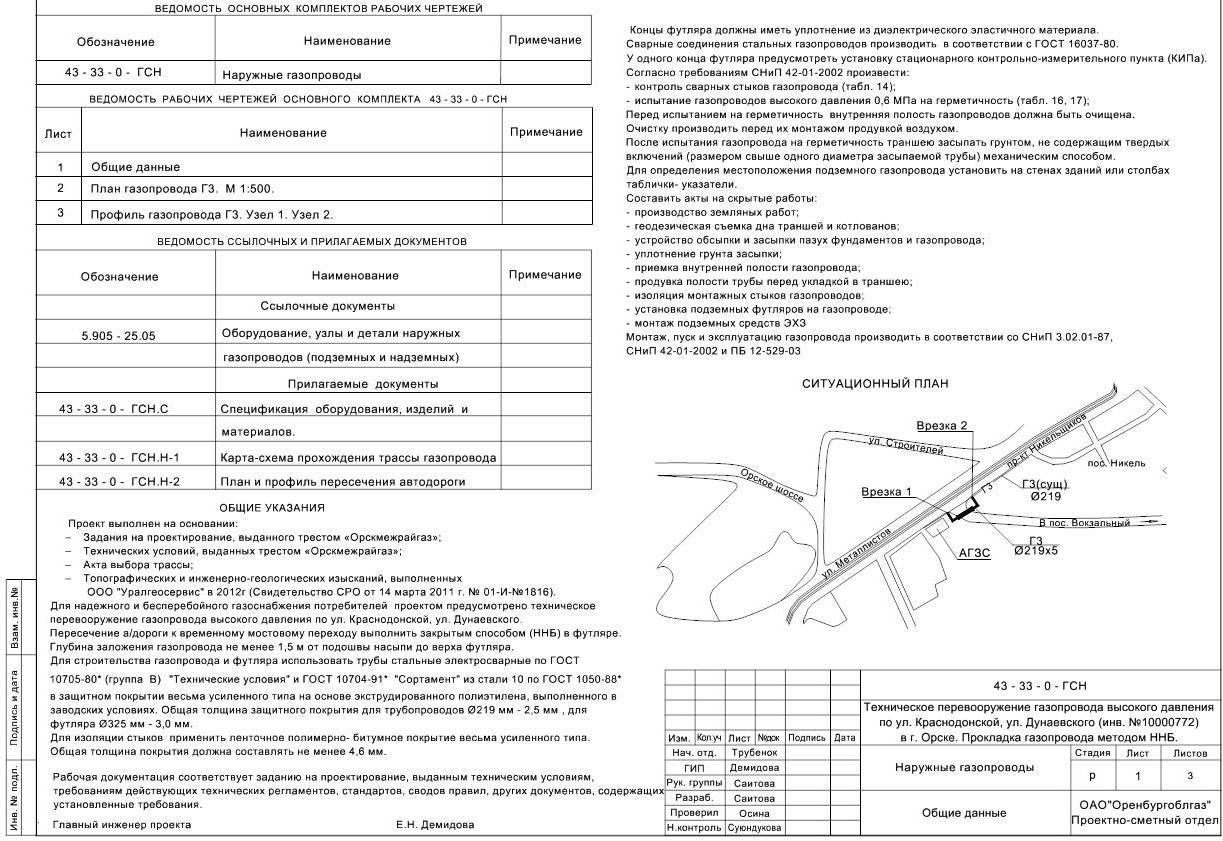 ВЕДОМОСТЬ ОСНОВНЫХ КОМПЛЕКТОВ РАБОЧИХ ЧЕРТЕЖЕЙ
Обозначение Наименование Примечание
43 - 33 - 0 - ГСН Наружные газопроводы
ВЕДОМОСТЬ РАБОЧИХ ЧЕРТЕЖЕЙ ОСНОВНОГО КОМПЛЕКТА 43 - 33 - 0 - ГСН
Лист Наименование Примечание
1 Общие данные
2 План газопровода Г3. М 1:500.
3 Профиль газопровода Г3. Узел 1. Узел 2.
ВЕДОМОСТЬ ССЫЛОЧНЫХ И ПРИЛАГАЕМЫХ ДОКУМЕНТОВ
Обозначение Наименование Примечание
Ссылочные документы
5.905 - 25.05 Оборудование, узлы и детали наружных
газопроводов (подземных и надземных)
Прилагаемые документы
43 - 33 - 0 - ГСН.С Спецификация оборудования, изделий и
материалов.
43 - 33 - 0 - ГСН.Н-1 Карта-схема прохождения трассы газопровода
43 - 33 - 0 - ГСН.Н-2 План и профиль пересечения автодороги
ОБЩИЕ УКАЗАНИЯ
Проект выполнен на основании:
– Задания на проектирование, выданного трестом «Орскмежрайгаз»;
– Технических условий, выданных трестом «Орскмежрайгаз»;
– Акта выбора трассы;
– Топографических и инженерно-геологических изысканий, выполненных
ООО "Уралгеосервис" в 2012г (Свидетельство СРО от 14 марта 2011 г. № 01-И-№1816).
Для надежного и бесперебойного газоснабжения потребителей проектом предусмотрено техническое
перевооружение газопровода высокого давления по ул. Краснодонской, ул. Дунаевского.
Пересечение а/дороги к временному мостовому переходу выполнить закрытым способом (ННБ) в футляре.
Глубина заложения газопровода не менее 1,5 м от подошвы насыпи до верха футляра.
Для строительства газопровода и футляра использовать трубы стальные электросварные по ГОСТ
10705-80* (группа В) "Технические условия" и ГОСТ 10704-91* "Сортамент" из стали 10 по ГОСТ 1050-88*
в защитном покрытии весьма усиленного типа на основе экструдированного полиэтилена, выполненного в
заводских условиях. Общая толщина защитного покрытия для трубопроводов Ø219 мм - 2,5 мм , для
футляра Ø325 мм - 3,0 мм.
Для изоляции стыков применить ленточное полимерно- битумное покрытие весьма усиленного типа.
Общая толщина покрытия должна составлять не менее 4,6 мм.
Рабочая документация соответствует заданию на проектирование, выданным техническим условиям,
требованиям действующих технических регламентов, стандартов, сводов правил, других документов, содержащих
установленные требования.
Главный инженер проекта Е.Н. Демидова
Взам. инв.№
Подпись и дата
Инв. № подл.
Концы футляра должны иметь уплотнение из диэлектрического эластичного материала.
Сварные соединения стальных газопроводов производить в соответствии с ГОСТ 16037-80.
У одного конца футляра предусмотреть установку стационарного контрольно-измерительного пункта (КИПа).
Согласно требованиям СНиП 42-01-2002 произвести:
- контроль сварных стыков газопровода (табл. 14);
- испытание газопроводов высокого давления 0,6 МПа на герметичность (табл. 16, 17);
Перед испытанием на герметичность внутренняя полость газопроводов должна быть очищена.
Очистку производить перед их монтажом продувкой воздухом.
После испытания газопровода на герметичность траншею засыпать грунтом, не содержащим твердых
включений (размером свыше одного диаметра засыпаемой трубы) механическим способом.
Для определения местоположения подземного газопровода установить на стенах зданий или столбах
таблички- указатели.
Составить акты на скрытые работы:
- производство земляных работ;
- геодезическая съемка дна траншей и котлованов;
- устройство обсыпки и засыпки пазух фундаментов и газопровода;
- уплотнение грунта засыпки;
- приемка внутренней полости газопровода;
- продувка полости трубы перед укладкой в траншею;
- изоляция монтажных стыков газопроводов;
- установка подземных футляров на газопроводе;
- монтаж подземных средств ЭХЗ
Монтаж, пуск и эксплуатацию газопровода производить в соответствии со СНиП 3.02.01-87,
СНиП 42-01-2002 и ПБ 12-529-03
СИТУАЦИОННЫЙ ПЛАН
Врезка 2
ул. Строителей
пр-кт Никельщиков
пос. Никель
Орское шоссе
Г3
Г3(сущ)
Ø219
Врезка 1
В пос. Вокзальный
Г3
Ø219х5
АГЗС
ул. Металлистов
43 - 33 - 0 - ГСН
Техническое перевооружение газопровода высокого давления
по ул. Краснодонской, ул. Дунаевского (инв. №10000772)
в г. Орске. Прокладка газопровода методом ННБ.
Изм. Кол.уч Лист №док Подпись Дата
Нач. отд. Трубенок
ГИП Демидова
Рук. группы Саитова
Разраб. Саитова
Проверил Осина
Н.контроль Суюндукова
Наружные газопроводы
Стадия Лист Листов
р 1 3
Общие данные
ОАО"Оренбургоблгаз"
Проектно-сметный отдел